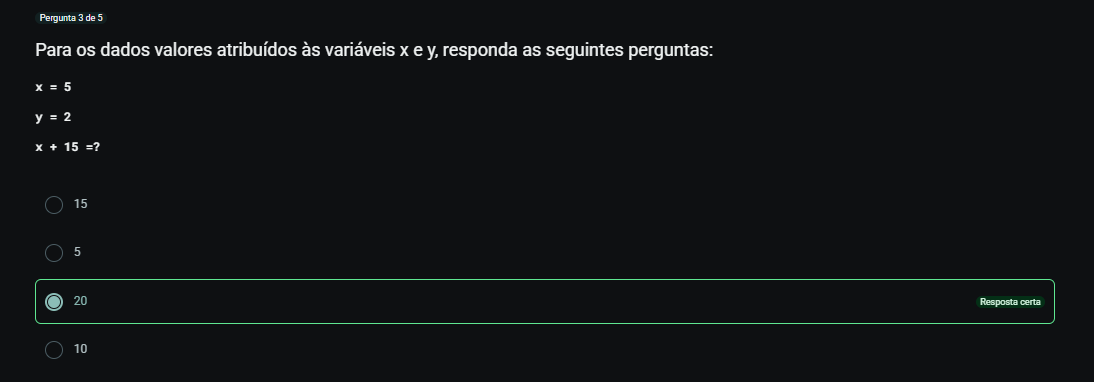 Pergunta 3 de 5
Para os dados valores atribuídos às variáveis x e y, responda as seguintes perguntas:
x = 5
y = 2
x + 15 =?
15
5
20
Resposta certa
10